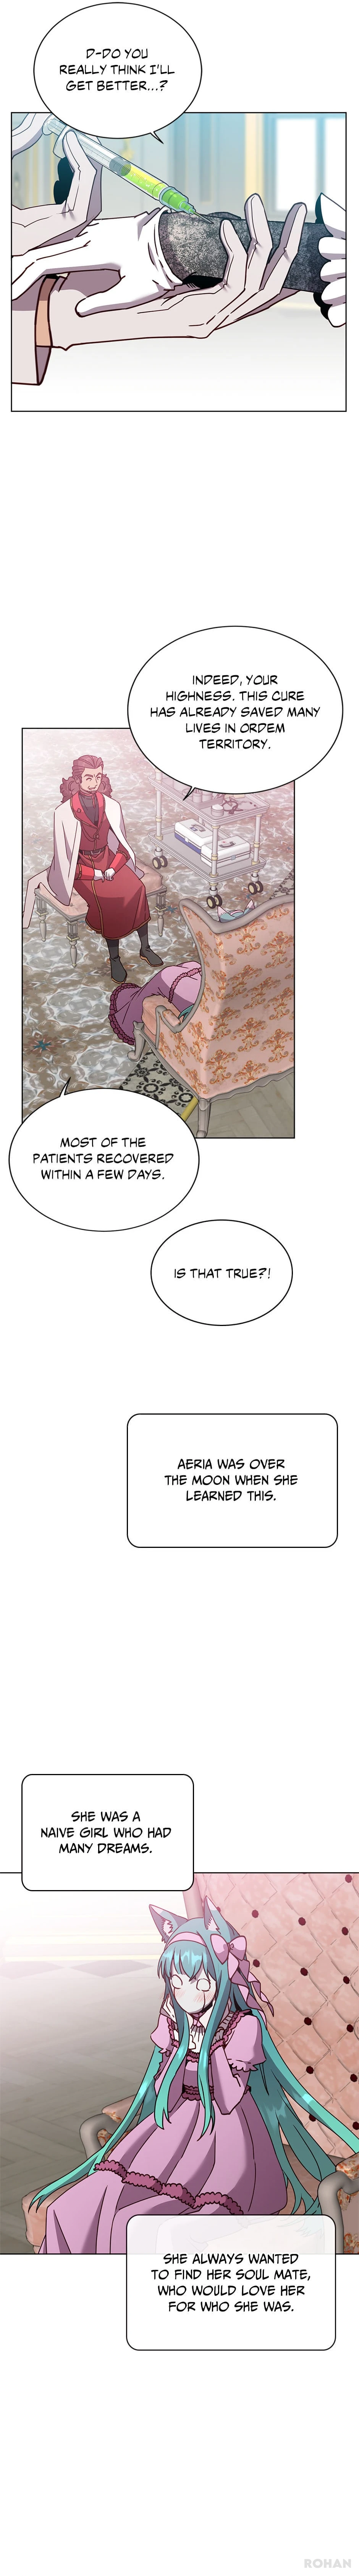 D-DO YOU
REALLY THINK I'LL
GET BETTER...?
INDEED, YOUR
HIGHNESS. THIS CURE
HAS ALREADY SAVED MANY
LIVES IN ORDEM
TERRITORY.
MOST OF THE
PATIENTS RECOVERED
WITHIN A FEW DAYS.
IS THAT TRUE?!
AERIA WAS OVER
THE MOON WHEN SHE
LEARNED THIS.
SHE WAS A
NAIVE GIRL WHO HAD
MANY DREAMS.
SHE ALWAYS WANTED
TO FIND HER SOUL MATE,
WHO WOULD LOVE HER
FOR WHO SHE WAS.
ROHAN